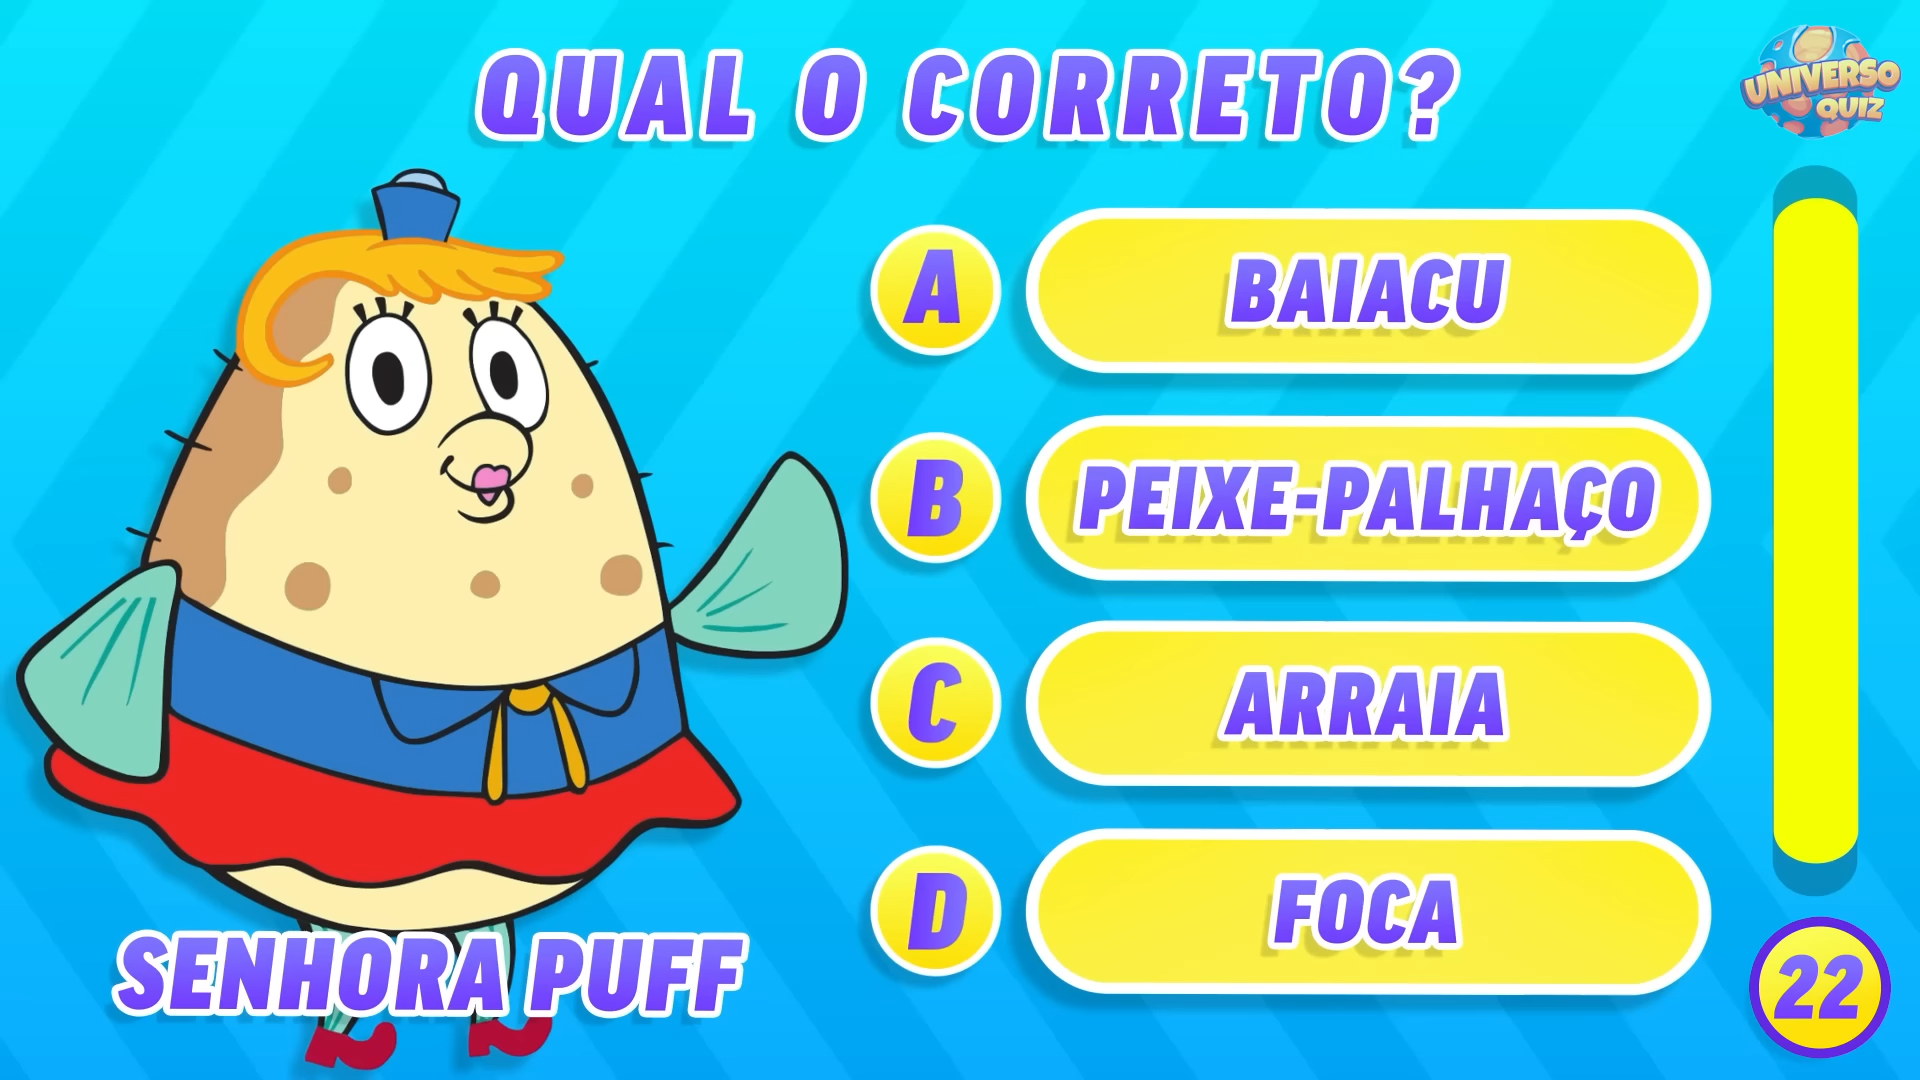 QUAL O CORRETO?
UNIVERSO
QUIZ
A
BAIACU
B
PEIXE-PALHAÇO
C
ARRAIA
D
FOCA
SENHORA PUFF
22